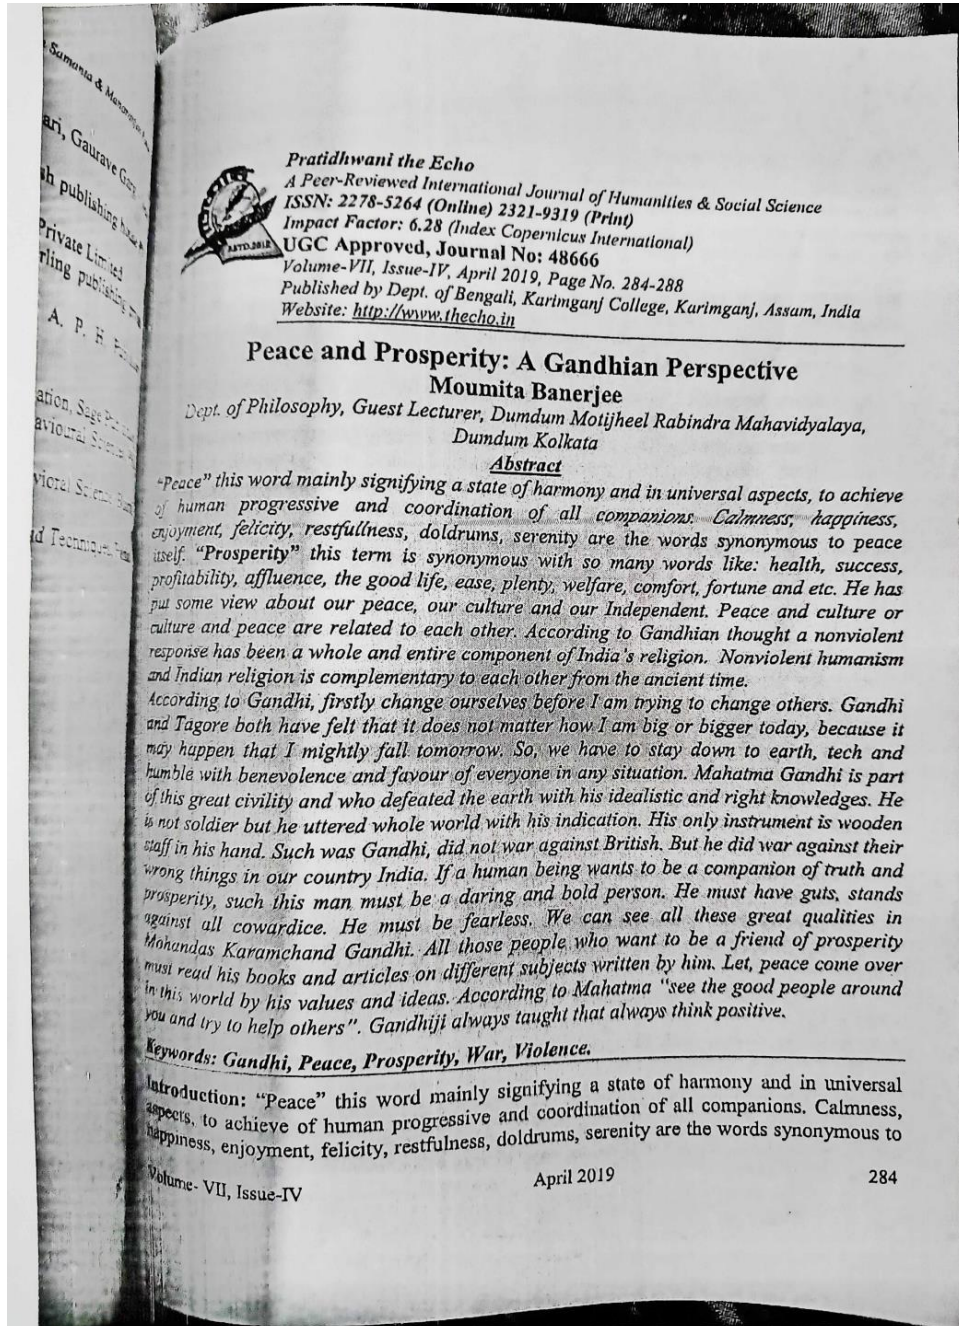 Samanta &
ari, Gaurave Garg
sh publishing house
Private Limited
rling publishing
A. P. H.
ation, Sage
avioural
vioral Science
id Techniques
ESTD.2012
Pratidhwani the Echo
A Peer-Reviewed International Journal of Humanities & Social Science
ISSN: 2278-5264 (Online) 2321-9319 (Print)
Impact Factor: 6.28 (Index Copernicus International)
UGC Approved, Journal No: 48666
Volume-VII, Issue-IV, April 2019, Page No. 284-288
Published by Dept. of Bengali, Karimganj College, Karimganj, Assam, India
Website: http://www.thecho.in
Peace and Prosperity: A Gandhian Perspective
Moumita Banerjee
Dept. of Philosophy, Guest Lecturer, Dumdum Motijheel Rabindra Mahavidyalaya,
Dumdum Kolkata
Abstract
“Peace” this word mainly signifying a state of harmony and in universal aspects, to achieve
of human progressive and coordination of all companions. Calmness, happiness,
enjoyment, felicity, restfullness, doldrums, serenity are the words synonymous to peace
itself. “Prosperity” this term is synonymous with so many words like: health, success,
profitability, affluence, the good life, ease, plenty, welfare, comfort, fortune and etc. He has
put some view about our peace, our culture and our Independent. Peace and culture or
culture and peace are related to each other. According to Gandhian thought a nonviolent
response has been a whole and entire component of India’s religion. Nonviolent humanism
and Indian religion is complementary to each other from the ancient time.
According to Gandhi, firstly change ourselves before I am trying to change others. Gandhi
and Tagore both have felt that it does not matter how I am big or bigger today, because it
may happen that I mightly fall tomorrow. So, we have to stay down to earth, tech and
humble with benevolence and favour of everyone in any situation. Mahatma Gandhi is part
of this great civility and who defeated the earth with his idealistic and right knowledges. He
is not soldier but he uttered whole world with his indication. His only instrument is wooden
staff in his hand. Such was Gandhi, did not war against British. But he did war against their
wrong things in our country India. If a human being wants to be a companion of truth and
prosperity, such this man must be a daring and bold person. He must have guts, stands
against all cowardice. He must be fearless. We can see all these great qualities in
Mohandas Karamchand Gandhi. All those people who want to be a friend of prosperity
must read his books and articles on different subjects written by him. Let, peace come over
in this world by his values and ideas. According to Mahatma "see the good people around
you and try to help others". Gandhiji always taught that always think positive.
Keywords: Gandhi, Peace, Prosperity, War, Violence.
Introduction: “Peace” this word mainly signifying a state of harmony and in universal
aspects, to achieve of human progressive and coordination of all companions. Calmness,
happiness, enjoyment, felicity, restfulness, doldrums, serenity are the words synonymous to
Volume- VII, Issue-IV
April 2019
284